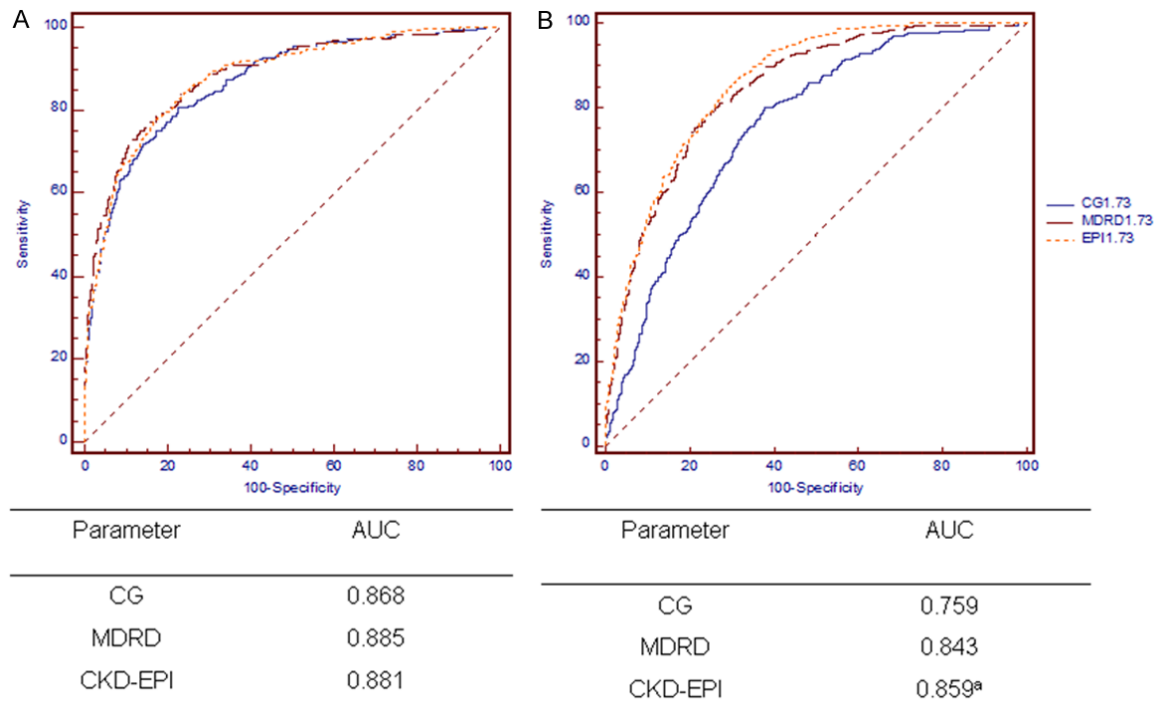 A
Sensitivity
100
80
60
40
20
0
0 20 40 60 80 100
100-Specificity
Parameter AUC
CG 0.868
MDRD 0.885
CKD-EPI 0.881
B
Sensitivity
100
80
60
40
20
0
0 20 40 60 80 100
100-Specificity
CG1.73
MDRD1.73
EPI1.73
Parameter AUC
CG 0.759
MDRD 0.843
CKD-EPI 0.859ª